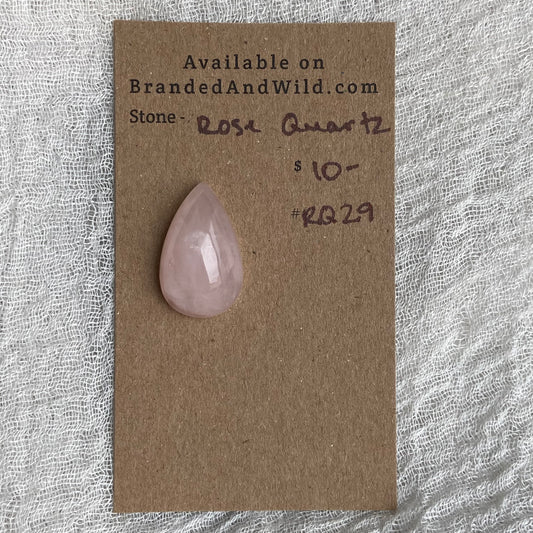 Available on
BrandedAndWild.com
Stone - Rose Quartz
$ 10-
#RQ29